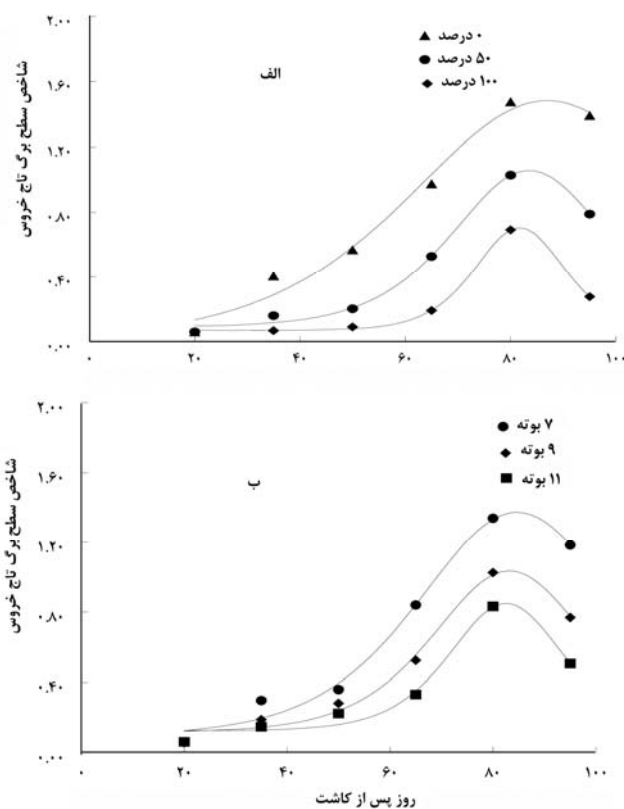 ۲.۰۰
۱.۶۰
۱.۲۰
۰.۸۰
۰.۴۰
۰.۰۰
شاخص سطح برگ تاج خروس
۰ درصد
۵۰ درصد
۱۰۰ درصد
الف
۰ ۲۰ ۴۰ ۶۰ ۸۰ ۱۰۰
۲.۰۰
۱.۶۰
۱.۲۰
۰.۸۰
۰.۴۰
۰.۰۰
شاخص سطح برگ تاج خروس
۷ بوته
۹ بوته
۱۱ بوته
ب
۰ ۲۰ ۴۰ ۶۰ ۸۰ ۱۰۰
روز پس از کاشت